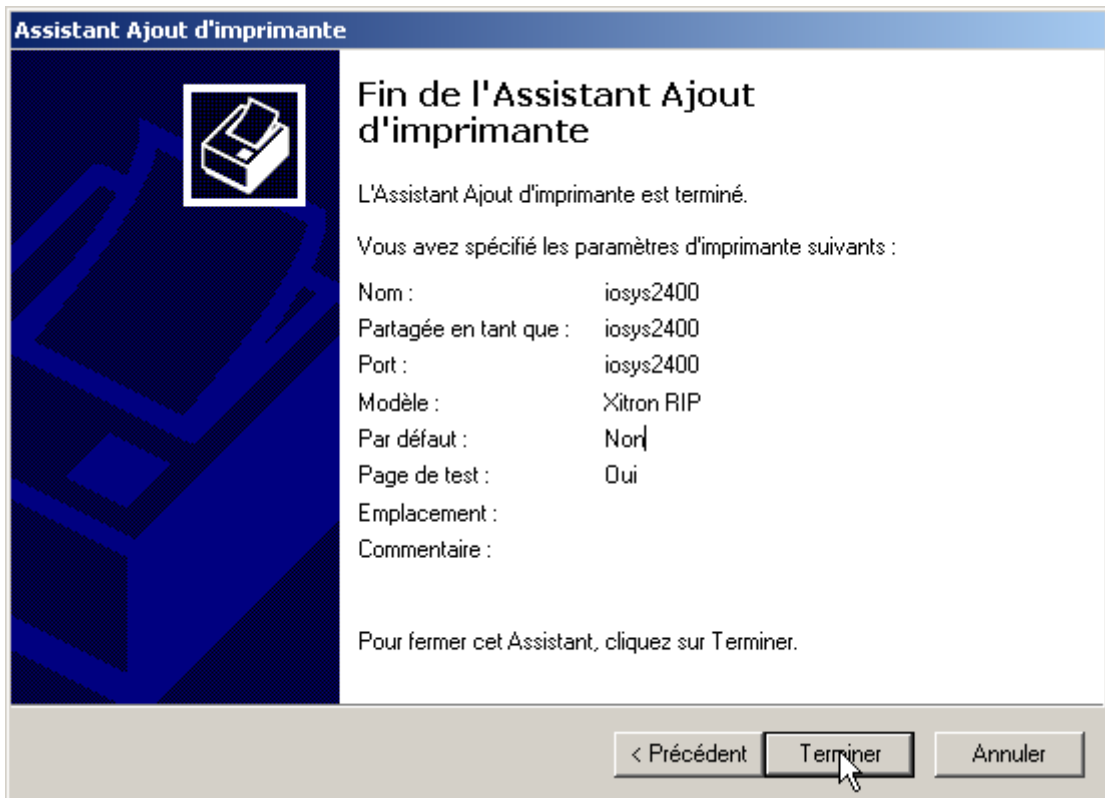 Assistant Ajout d'imprimante
Fin de l'Assistant Ajout
d'imprimante
L'Assistant Ajout d'imprimante est terminé.
Vous avez spécifié les paramètres d'imprimante suivants :
Nom : iosys2400
Partagée en tant que : iosys2400
Port : iosys2400
Modèle : Xitron RIP
Par défaut : Non
Page de test : Oui
Emplacement :
Commentaire :
Pour fermer cet Assistant, cliquez sur Terminer.
< Précédent Terminer Annuler